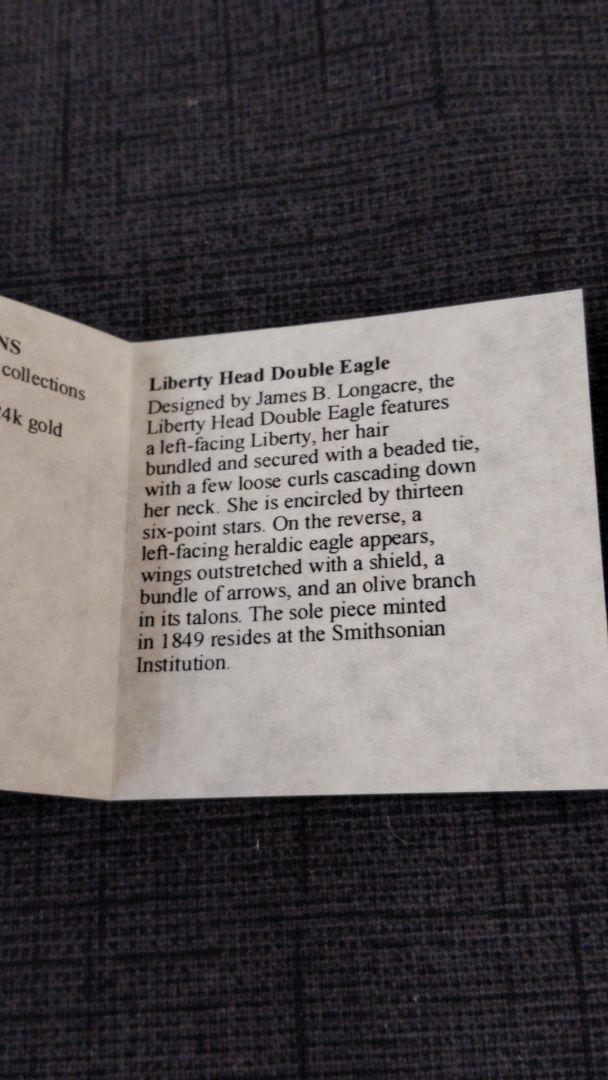 NS
collections
24k gold
Liberty Head Double Eagle
Designed by James B. Longacre, the
Liberty Head Double Eagle features
a left-facing Liberty, her hair
bundled and secured with a beaded tie,
with a few loose curls cascading down
her neck. She is encircled by thirteen
six-point stars. On the reverse, a
left-facing heraldic eagle appears,
wings outstretched with a shield, a
bundle of arrows, and an olive branch
in its talons. The sole piece minted
in 1849 resides at the Smithsonian
Institution.